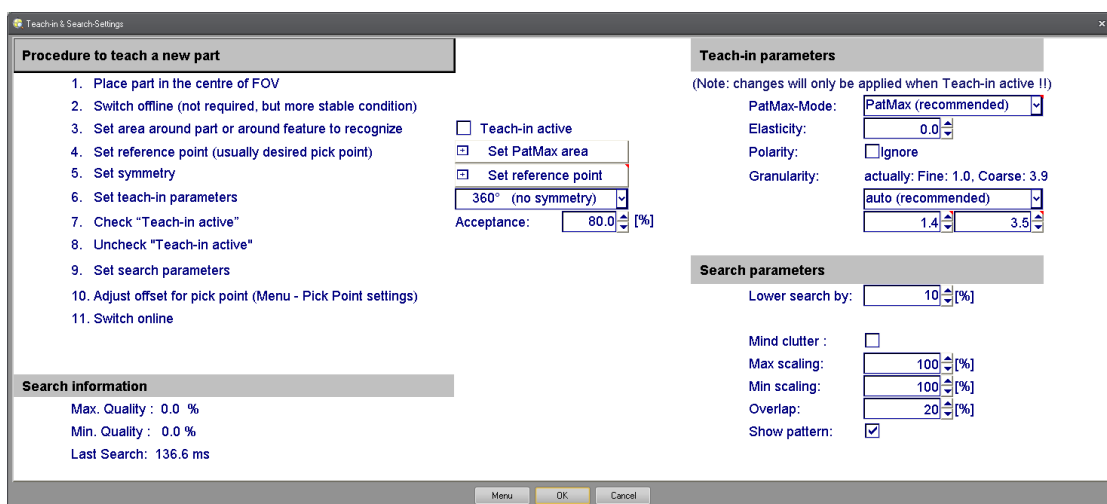 Teach-in & Search-Settings
Procedure to teach a new part
1. Place part in the centre of FOV
2. Switch offline (not required, but more stable condition)
3. Set area around part or around feature to recognize
4. Set reference point (usually desired pick point)
5. Set symmetry
6. Set teach-in parameters
7. Check “Teach-in active”
8. Uncheck "Teach-in active"
9. Set search parameters
10. Adjust offset for pick point (Menu - Pick Point settings)
11. Switch online
Teach-in active
Set PatMax area
Set reference point
360° (no symmetry)
Acceptance: 80.0 [%]
Search information
Max. Quality : 0.0 %
Min. Quality : 0.0 %
Last Search: 136.6 ms
Teach-in parameters
(Note: changes will only be applied when Teach-in active !!)
PatMax-Mode: PatMax (recommended)
Elasticity: 0.0
Polarity: Ignore
Granularity: actually: Fine: 1.0, Coarse: 3.9
auto (recommended)
1.4 3.5
Search parameters
Lower search by: 10 [%]
Mind clutter :
Max scaling: 100 [%]
Min scaling: 100 [%]
Overlap: 20 [%]
Show pattern:
Menu OK Cancel